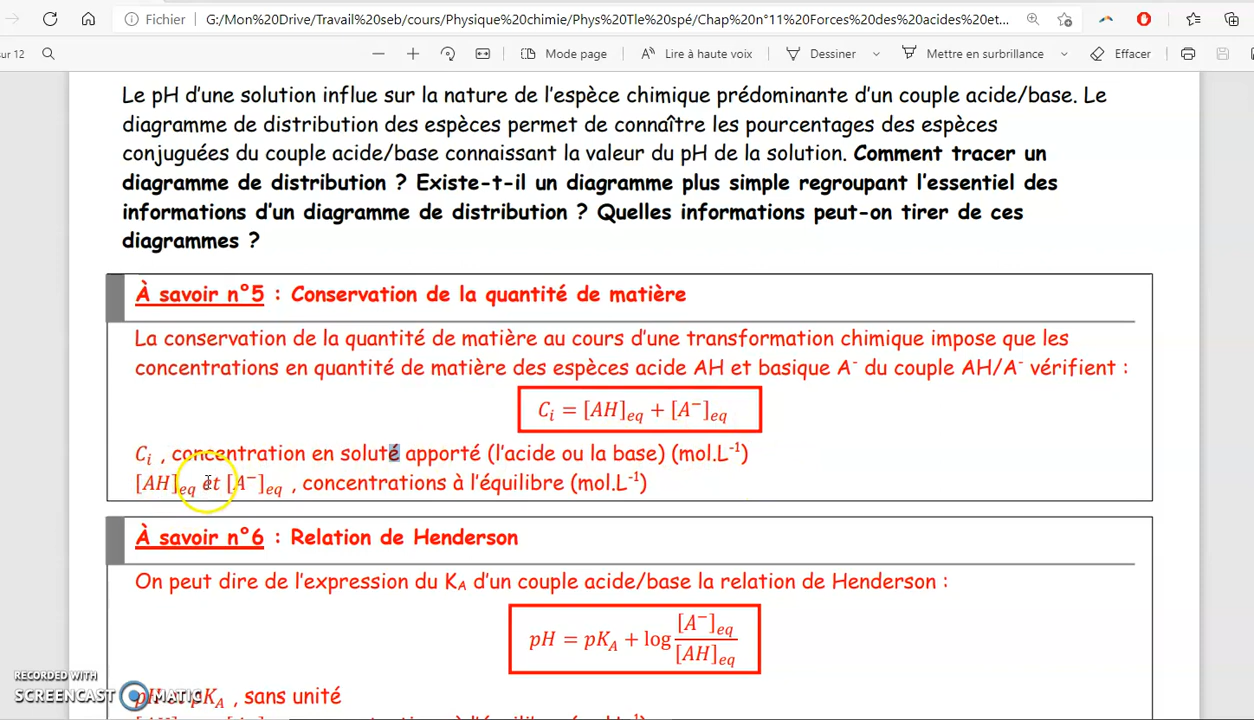 Fichier G:/Mon%20Drive/Travail%20seb/cours/Physique%20chimie/Phys%20Tle%20spé/Chap%20n°11%20Forces%20des%20acides%20et...
sur 12 Mode page Lire à haute voix Dessiner Mettre en surbrillance Effacer
Le pH d'une solution influe sur la nature de l'espèce chimique prédominante d'un couple acide/base. Le
diagramme de distribution des espèces permet de connaître les pourcentages des espèces
conjuguées du couple acide/base connaissant la valeur du pH de la solution. Comment tracer un
diagramme de distribution ? Existe-t-il un diagramme plus simple regroupant l'essentiel des
informations d'un diagramme de distribution ? Quelles informations peut-on tirer de ces
diagrammes ?
À savoir n°5 : Conservation de la quantité de matière
La conservation de la quantité de matière au cours d'une transformation chimique impose que les
concentrations en quantité de matière des espèces acide AH et basique A⁻ du couple AH/A⁻ vérifient :
Cᵢ = [AH]eq + [A⁻]eq
Cᵢ , concentration en soluté apporté (l'acide ou la base) (mol.L⁻¹)
[AH]eq et [A⁻]eq , concentrations à l'équilibre (mol.L⁻¹)
À savoir n°6 : Relation de Henderson
On peut dire de l'expression du KA d'un couple acide/base la relation de Henderson :
pH = pKA + log [A⁻]eq / [AH]eq
RECORDED WITH
SCREENCAST MATIC
pH et pKA , sans unité